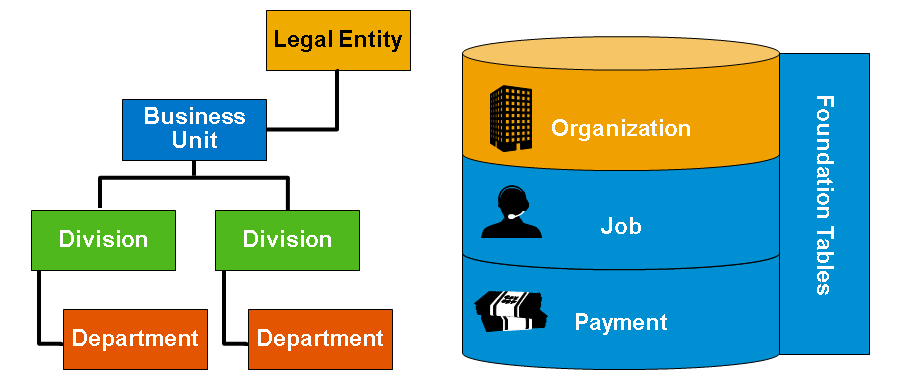 Legal Entity
Business
Unit
Division
Division
Department
Department
Organization
Job
Payment
Foundation Tables